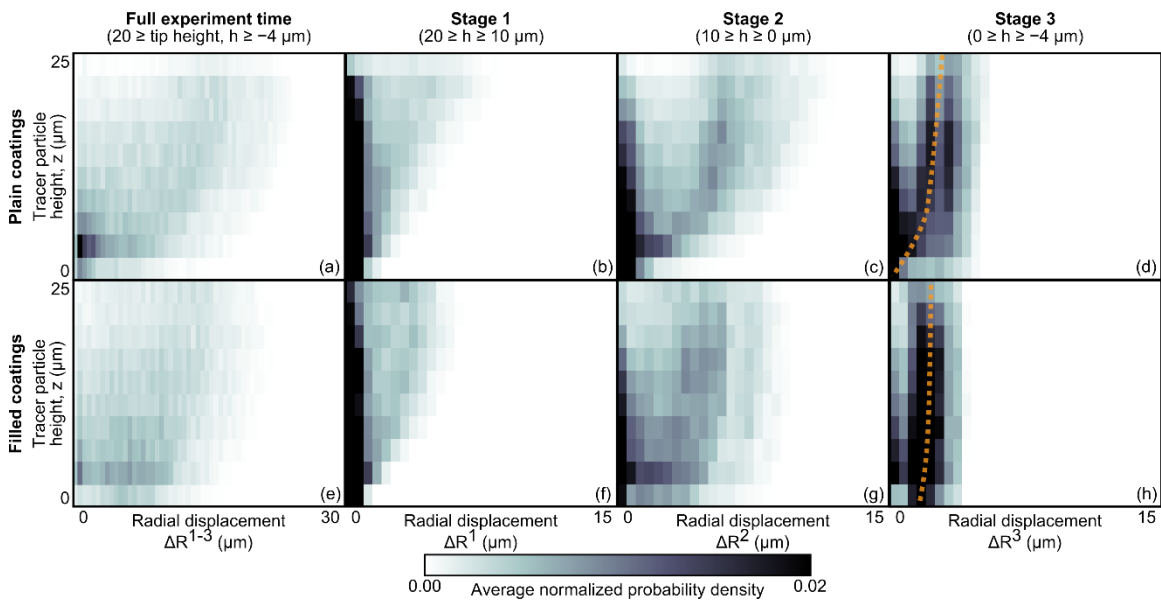 Full experiment time
(20 ≥ tip height, h ≥ −4 µm)
Stage 1
(20 ≥ h ≥ 10 µm)
Stage 2
(10 ≥ h ≥ 0 µm)
Stage 3
(0 ≥ h ≥ −4 µm)
Plain coatings
Tracer particle
height, z (µm)
25
0
(a)
(b)
(c)
(d)
Filled coatings
Tracer particle
height, z (µm)
25
0
(e)
(f)
(g)
(h)
0 Radial displacement 30
ΔR¹⁻³ (µm)
0 Radial displacement 15
ΔR¹ (µm)
0 Radial displacement 15
ΔR² (µm)
0 Radial displacement 15
ΔR³ (µm)
0.00 0.02
Average normalized probability density